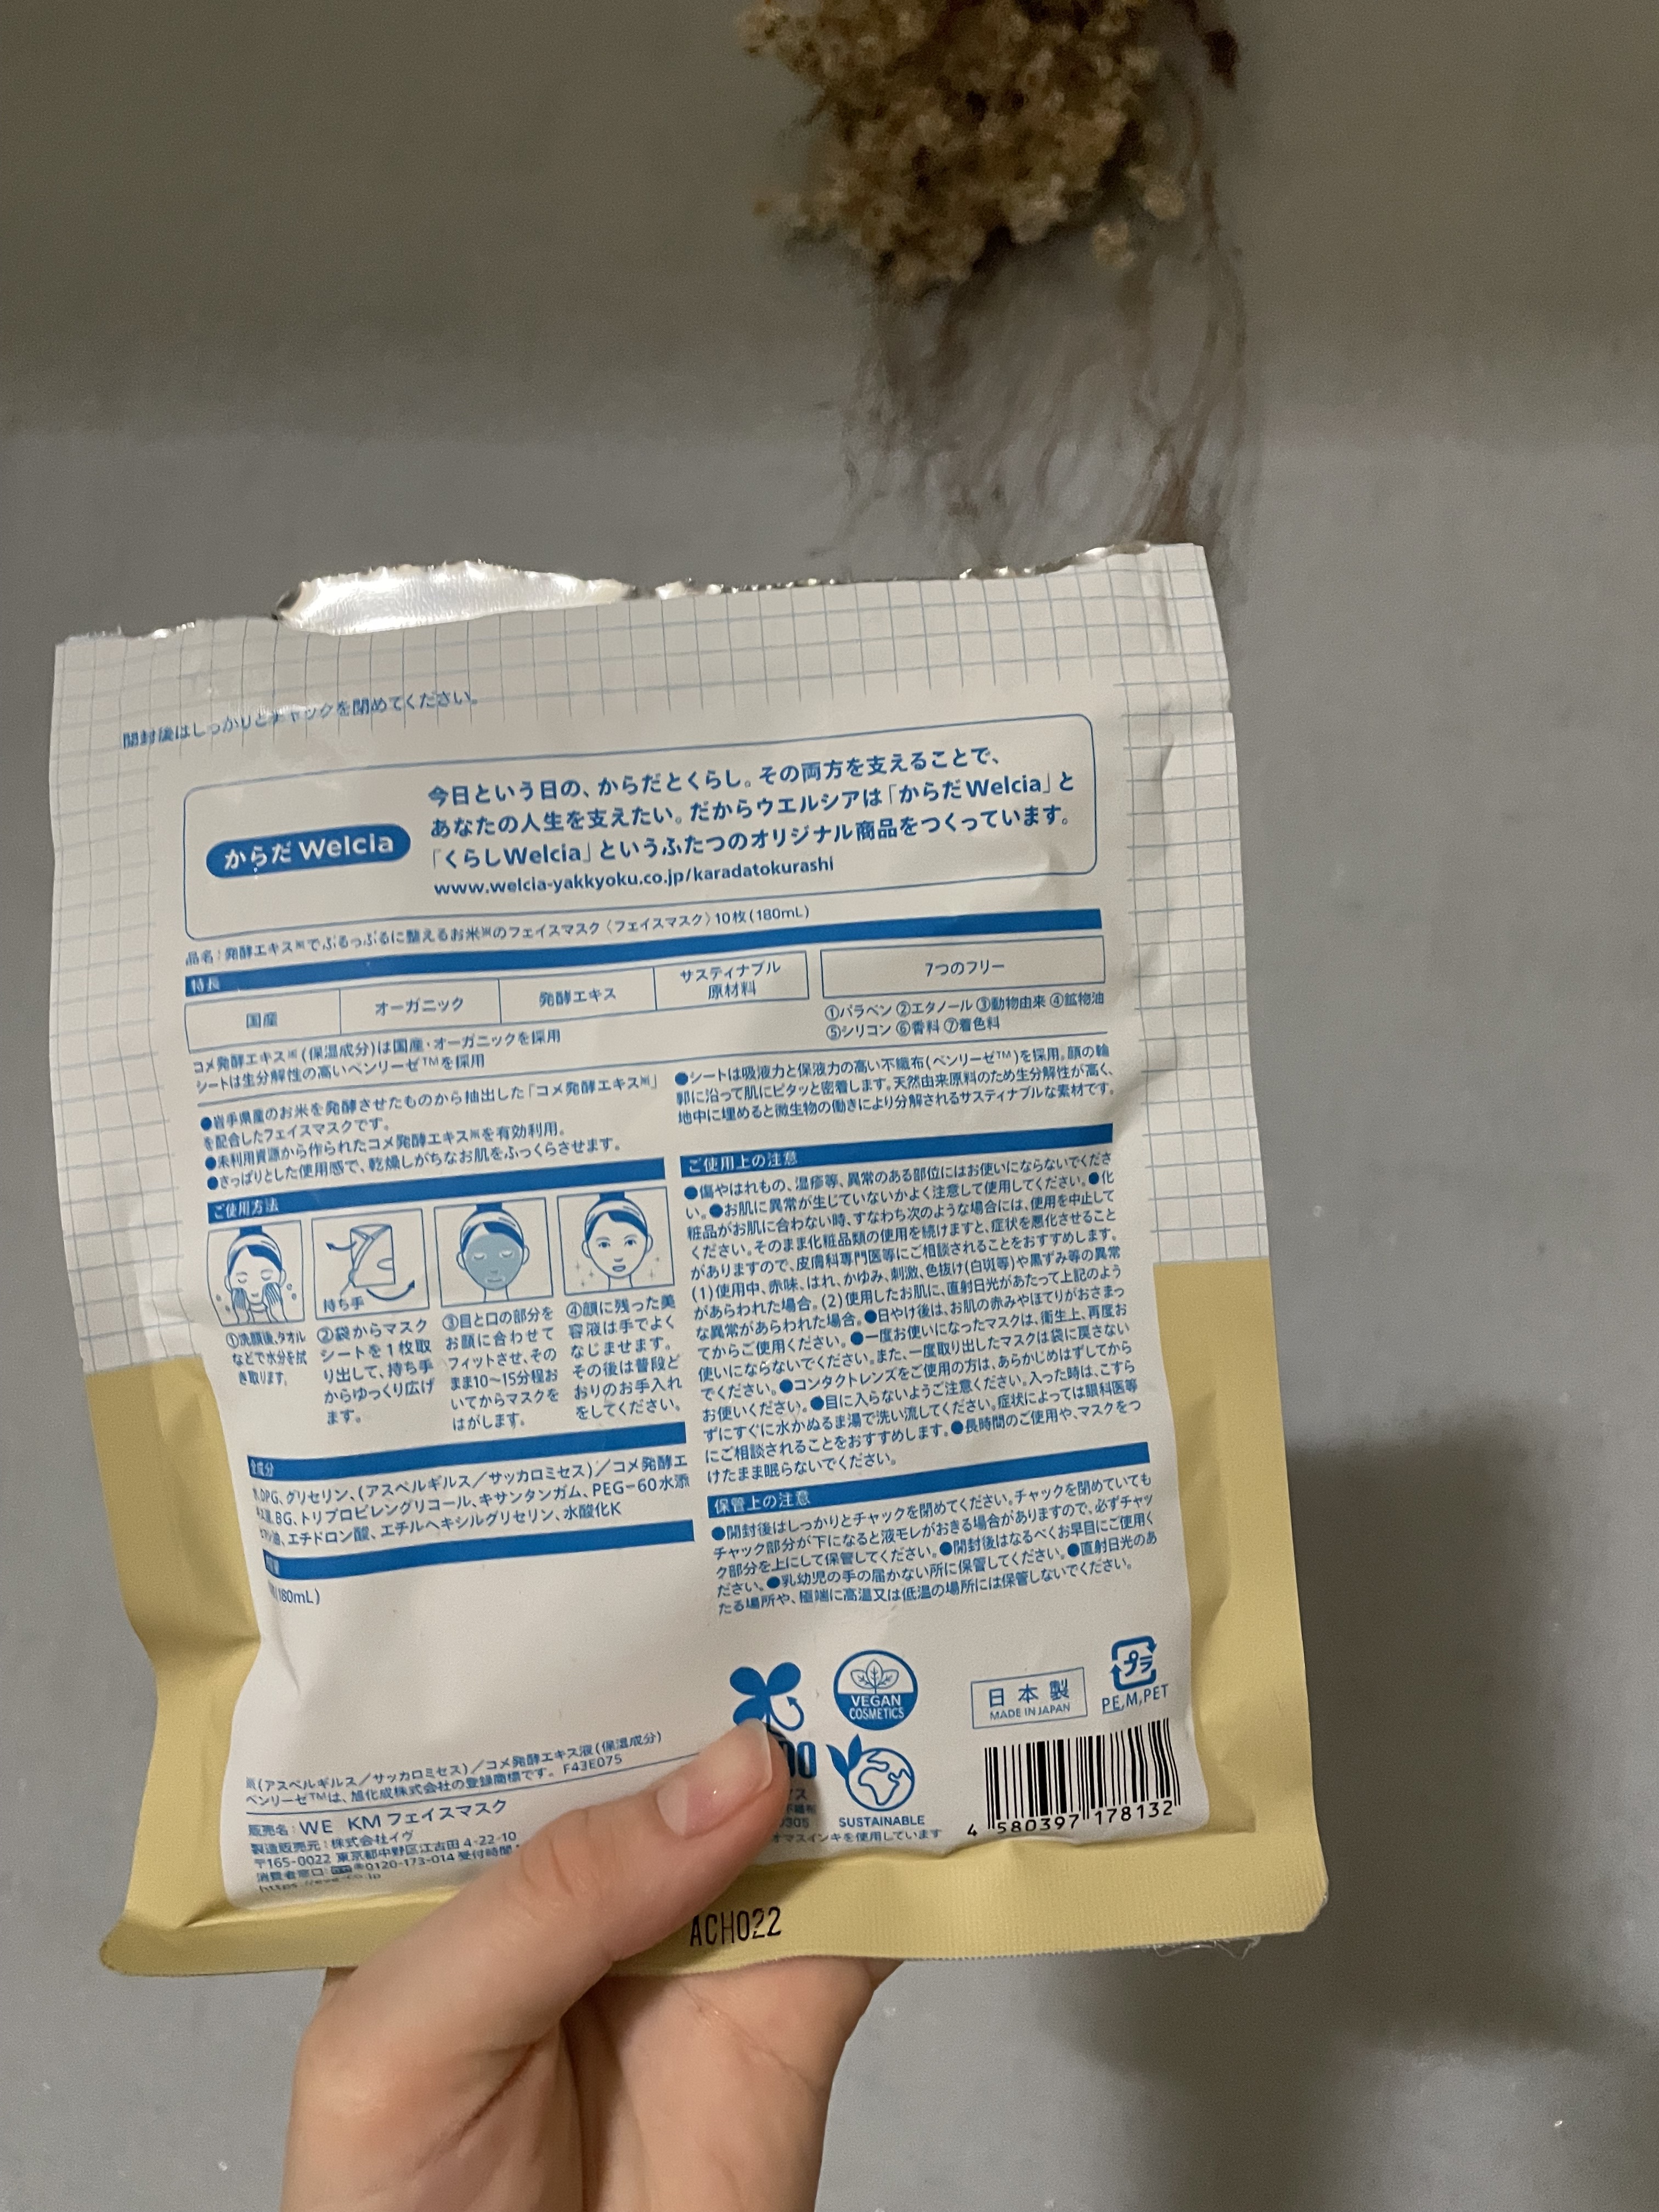 開封後はしっかりとチャックを閉めてください。
からだ Welcia
今日という日の、からだとくらし。その両方を支えることで、
あなたの人生を支えたい。だからウエルシアは「からだWelcia」と
「くらしWelcia」というふたつのオリジナル商品をつくっています。
www.welcia-yakkyoku.co.jp/karadatokurashi
品名：発酵エキス※でぷるっぷるに整えるお米※のフェイスマスク〈フェイスマスク〉10枚(180mL)
特長
国産
オーガニック
発酵エキス
サスティナブル
原材料
コメ発酵エキス※(保湿成分)は国産・オーガニックを採用
シートは生分解性の高いベンリーゼ™を採用
7つのフリー
①パラベン ②エタノール ③動物由来 ④鉱物油
⑤シリコン ⑥香料 ⑦着色料
●岩手県産のお米を発酵させたものから抽出した「コメ発酵エキス※」
を配合したフェイスマスクです。
●未利用資源から作られたコメ発酵エキス※を有効利用。
●さっぱりとした使用感で、乾燥しがちなお肌をふっくらさせます。
●シートは吸液力と保液力の高い不織布(ベンリーゼ™)を採用。顔の輪
郭に沿って肌にピタッと密着します。天然由来原料のため生分解性が高く、
地中に埋めると微生物の働きにより分解されるサスティナブルな素材です。
ご使用方法
持ち手
①洗顔後、タオル
などで水分を拭
き取ります。
②袋からマスク
シートを1枚取
り出して、持ち手
からゆっくり広げ
ます。
③目と口の部分を
お顔に合わせて
フィットさせ、その
まま10～15分程お
いてからマスクを
はがします。
④顔に残った美
容液は手でよく
なじませます。
その後は普段ど
おりのお手入れ
をしてください。
全成分
DPG、グリセリン、(アスペルギルス／サッカロミセス)／コメ発酵エ
BG、トリプロピレングリコール、キサンタンガム、PEG-60水添
油、エチドロン酸、エチルヘキシルグリセリン、水酸化K
(180mL)
ご使用上の注意
●傷やはれもの、湿疹等、異常のある部位にはお使いにならないでくださ
い。●お肌に異常が生じていないかよく注意して使用してください。●化
粧品がお肌に合わない時、すなわち次のような場合には、使用を中止して
ください。そのまま化粧品類の使用を続けますと、症状を悪化させること
がありますので、皮膚科専門医等にご相談されることをおすすめします。
(1)使用中、赤味、はれ、かゆみ、刺激、色抜け(白斑等)や黒ずみ等の異常
があらわれた場合。(2)使用したお肌に、直射日光があたって上記のよう
な異常があらわれた場合。●日やけ後は、お肌の赤みやほてりがおさまっ
てからご使用ください。●一度お使いになったマスクは、衛生上、再度お
使いにならないでください。また、一度取り出したマスクは袋に戻さない
でください。●コンタクトレンズをご使用の方は、あらかじめはずしてから
お使いください。●目に入らないようご注意ください。入った時は、こすら
ずにすぐに水かぬるま湯で洗い流してください。症状によっては眼科医等
にご相談されることをおすすめします。●長時間のご使用や、マスクをつ
けたまま眠らないでください。
保管上の注意
●開封後はしっかりとチャックを閉めてください。チャックを閉めていても
チャック部分が下になると液モレがおきる場合がありますので、必ずチャッ
ク部分を上にして保管してください。●開封後はなるべくお早目にご使用く
ださい。●乳幼児の手の届かない所に保管してください。●直射日光のあ
たる場所や、極端に高温又は低温の場所には保管しないでください。
※(アスペルギルス／サッカロミセス)／コメ発酵エキス液(保湿成分)
ベンリーゼ™は、旭化成株式会社の登録商標です。 F43E075
販売名：WE KMフェイスマスク
製造販売元：株式会社イヴ
〒165-0022 東京都中野区江古田4-22-10
消費者窓口：0120-173-014 受付時間
VEGAN
COSMETICS
SUSTAINABLE
オマスインキを使用しています
日本製
MADE IN JAPAN
プラ
PE,M,PET
4 580397 178132
ACH022